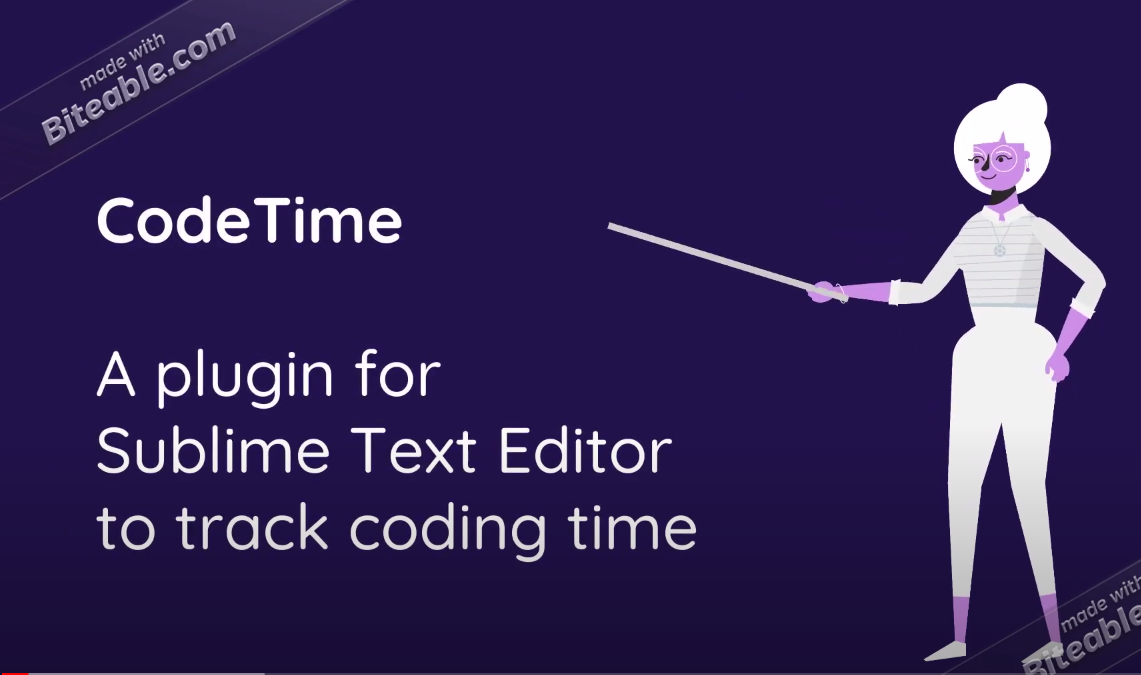 made with
Biteable.com
CodeTime
A plugin for
Sublime Text Editor
to track coding time
made with
Biteable